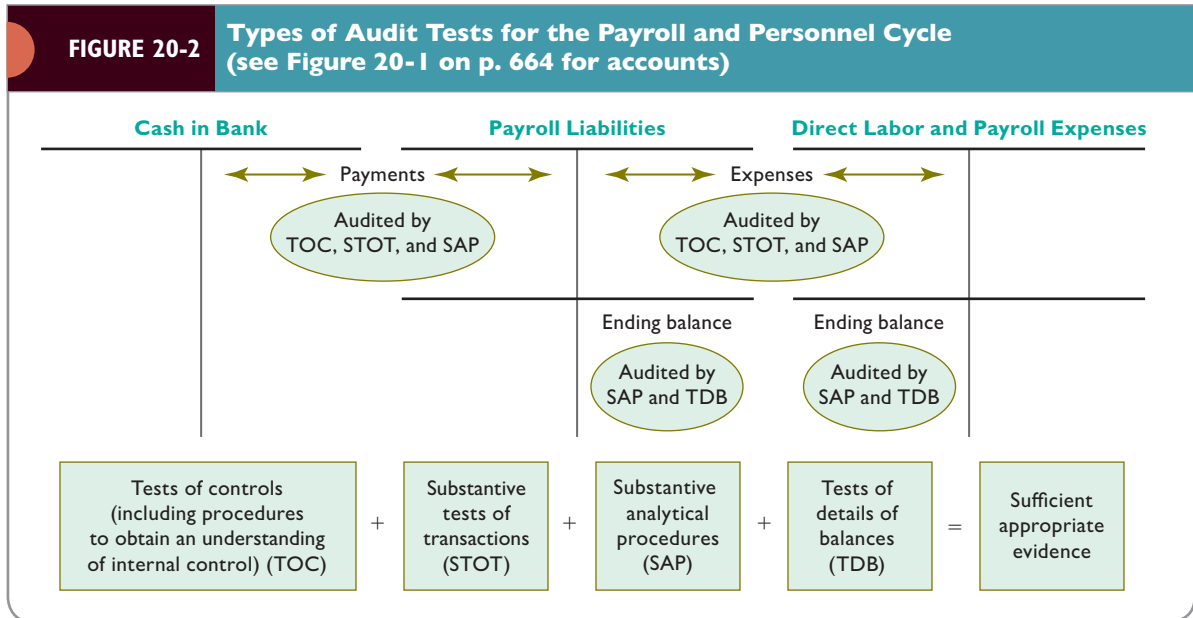 FIGURE 20-2
Types of Audit Tests for the Payroll and Personnel Cycle
(see Figure 20-1 on p. 664 for accounts)
Cash in Bank
Payroll Liabilities
Direct Labor and Payroll Expenses
Payments
Expenses
Audited by
TOC, STOT, and SAP
Audited by
TOC, STOT, and SAP
Ending balance
Ending balance
Audited by
SAP and TDB
Audited by
SAP and TDB
Tests of controls
(including procedures
to obtain an understanding
of internal control) (TOC)
+
Substantive
tests of
transactions
(STOT)
+
Substantive
analytical
procedures
(SAP)
+
Tests of
details of
balances
(TDB)
=
Sufficient
appropriate
evidence